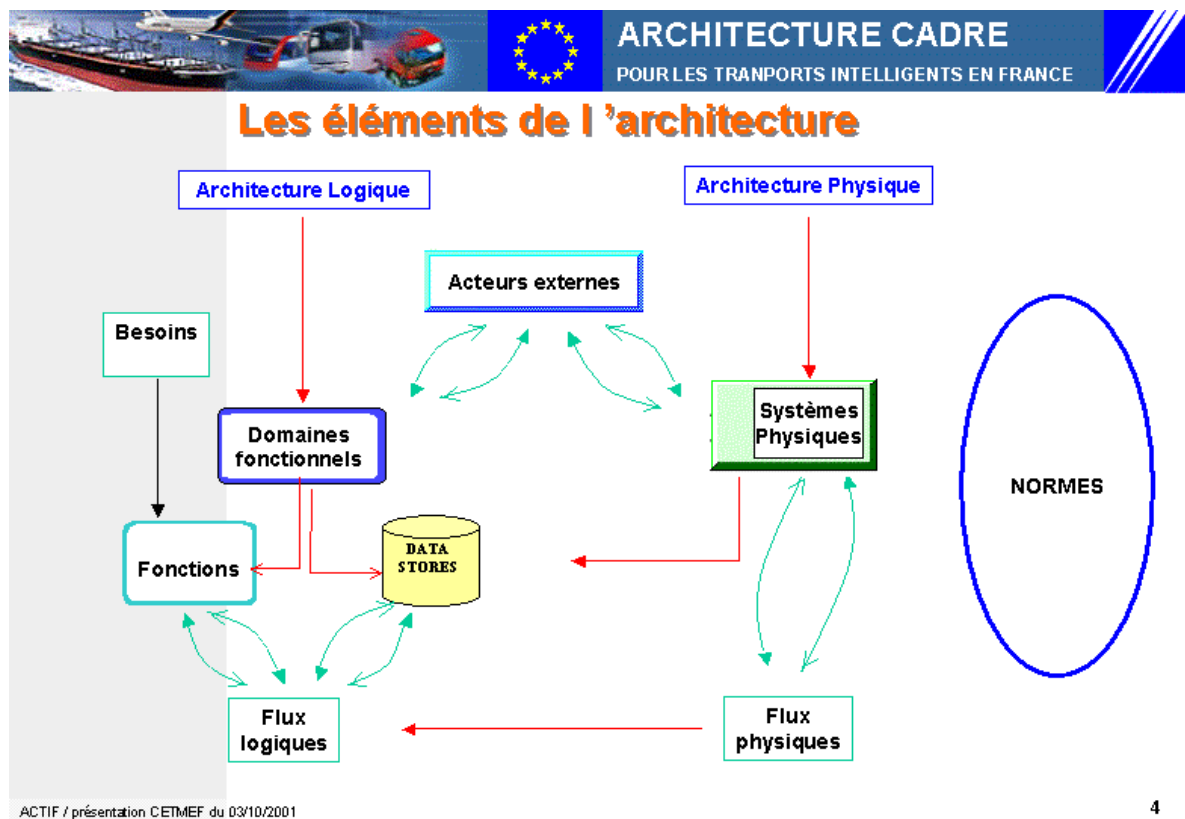 ARCHITECTURE CADRE
POUR LES TRANPORTS INTELLIGENTS EN FRANCE
Les éléments de l ’architecture
Architecture Logique
Architecture Physique
Acteurs externes
Besoins
Systèmes
Physiques
Domaines
fonctionnels
NORMES
Fonctions
DATA
STORES
Flux
logiques
Flux
physiques
ACTIF / présentation CETMEF du 03/10/2001
4